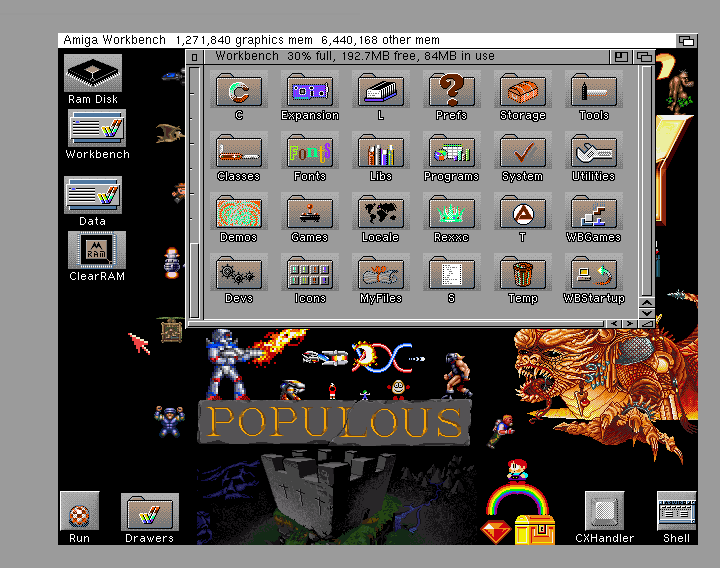 Amiga Workbench 1,271,840 graphics mem 6,440,168 other mem
Workbench 30% full, 192.7MB free, 84MB in use
Ram Disk
Workbench
Data
RAM
ClearRAM
C
Expansion
L
Prefs
Storage
Tools
Classes
Fonts
Fonts
Libs
Programs
System
Utilities
Demos
Games
Locale
Rexxc
T
WBGames
Devs
Icons
MyFiles
S
Temp
WBStartup
POPULOUS
Run
Drawers
CXHandler
Shell